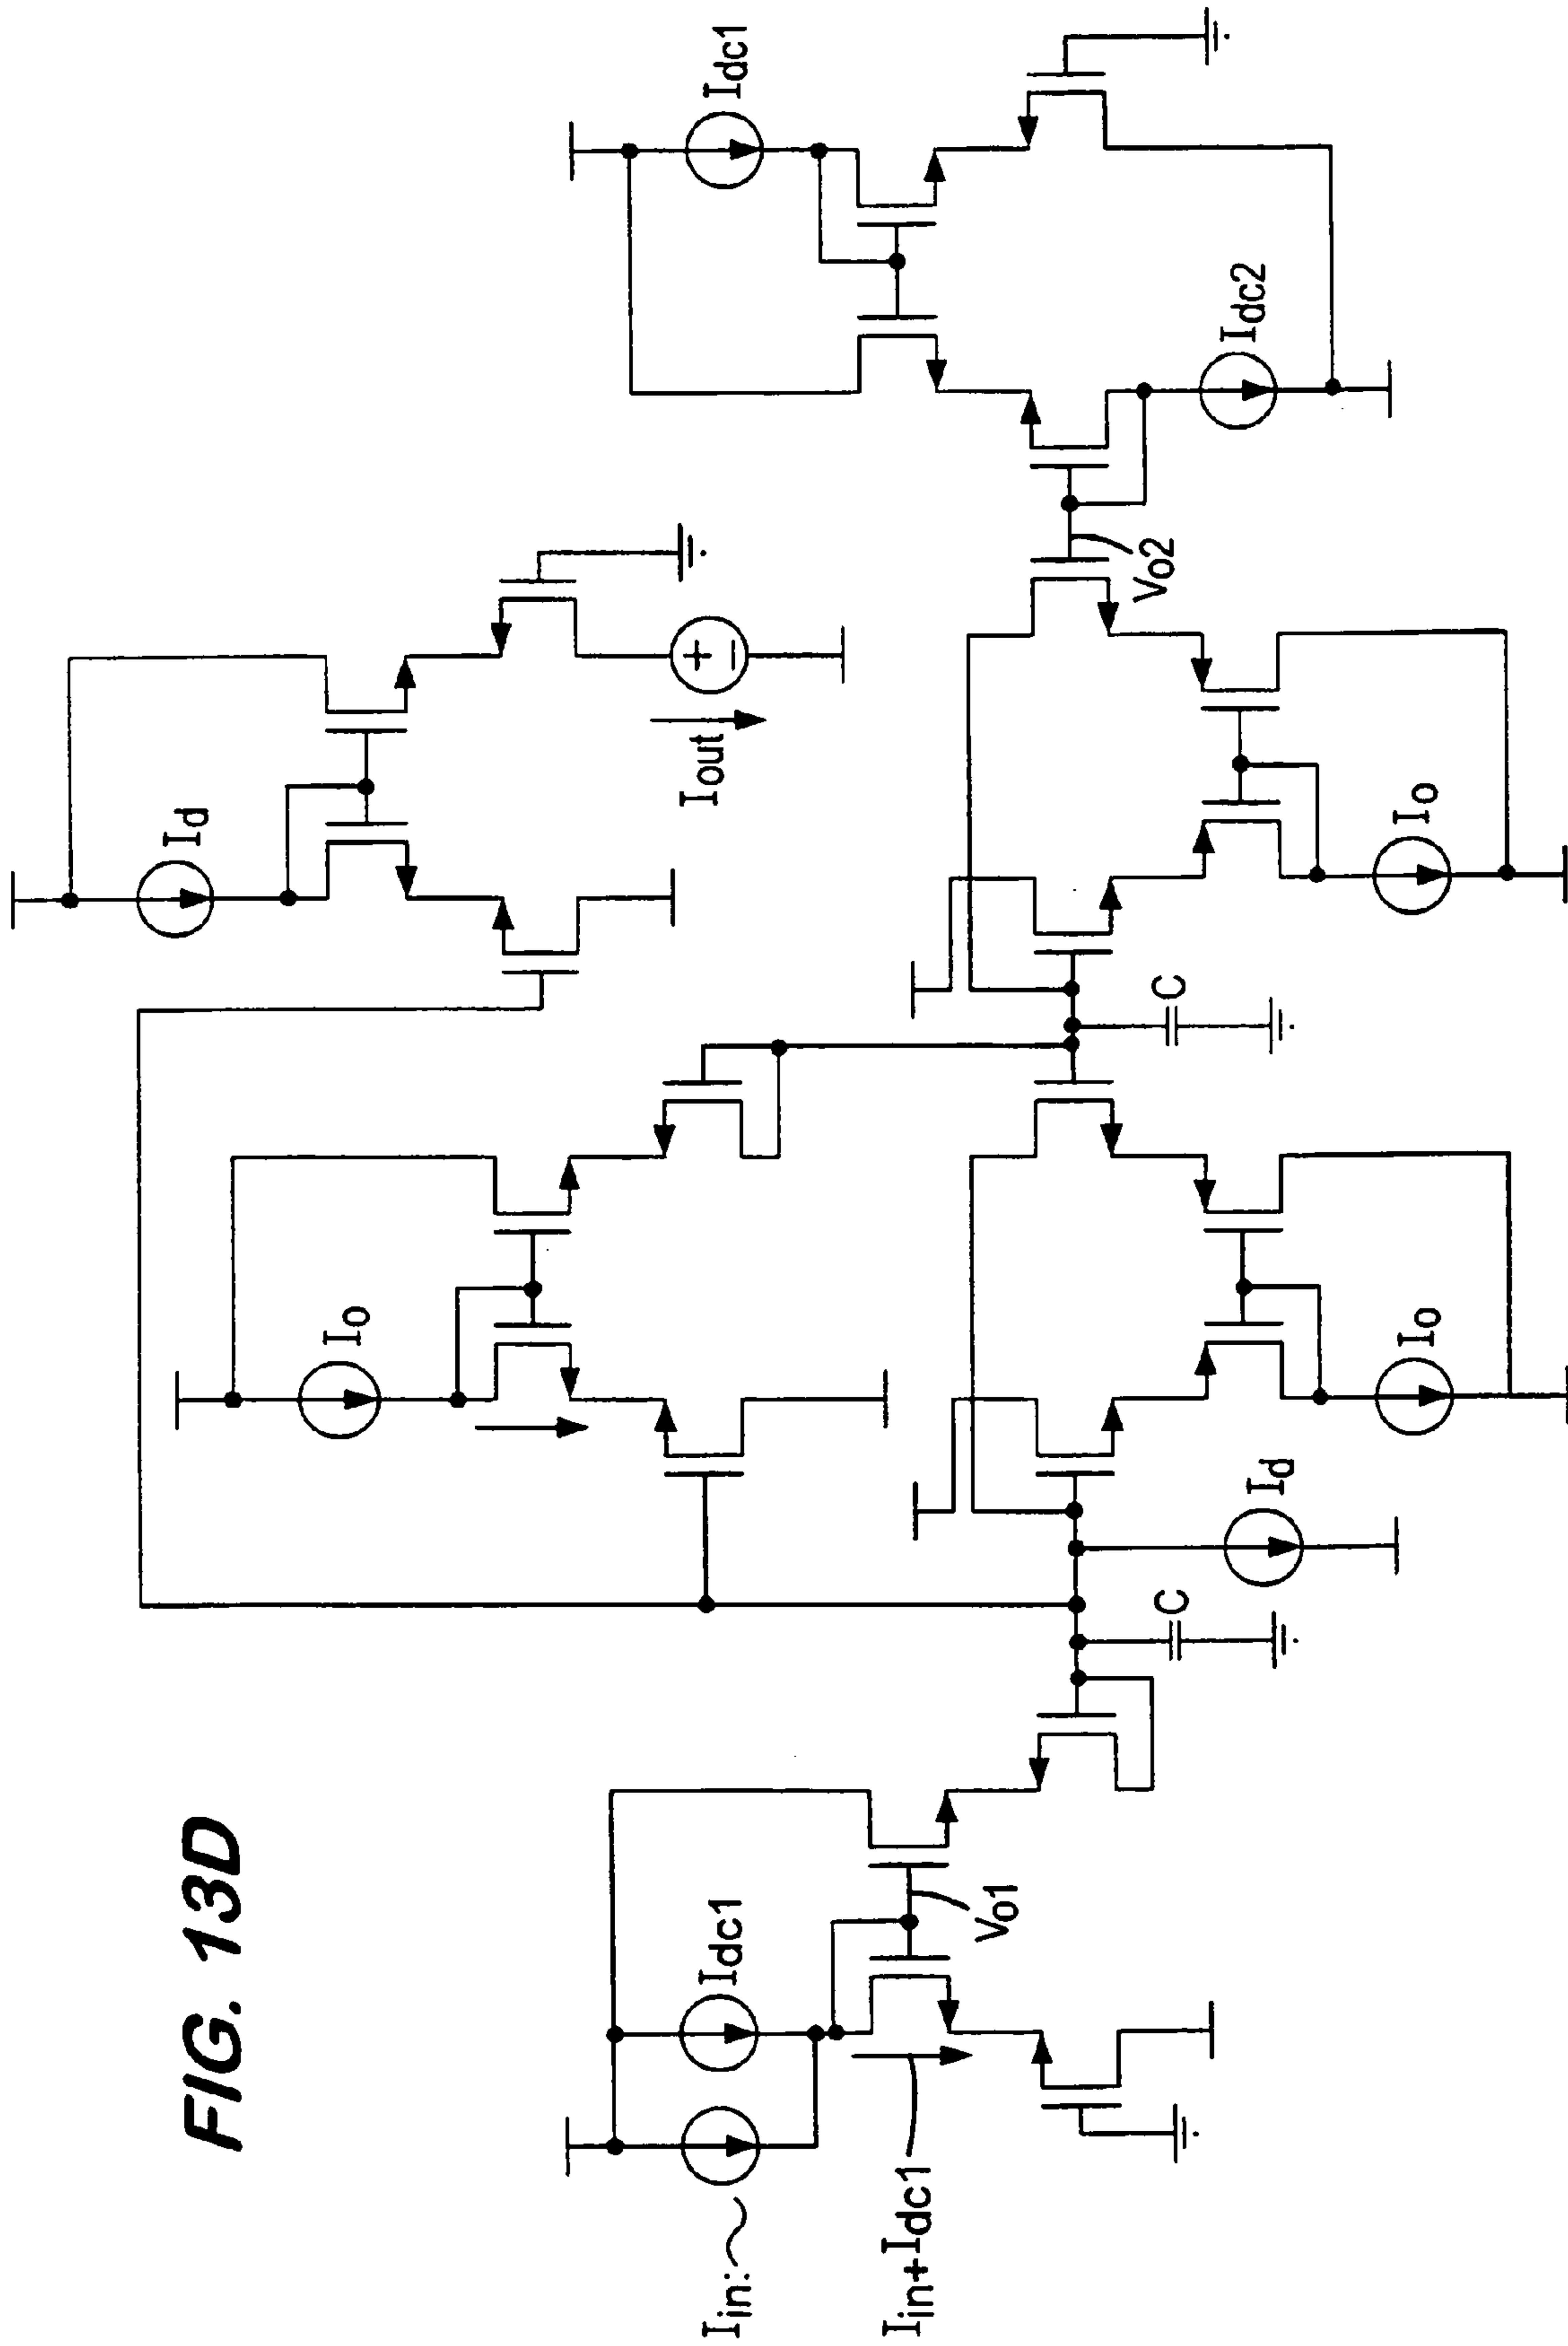 FIG. 13D
Idc1
Id
Iout
Idc2
Vo2
Io
Io
C
Io
Id
C
Idc1
Vo1
Iin:~
Iin+Idc1